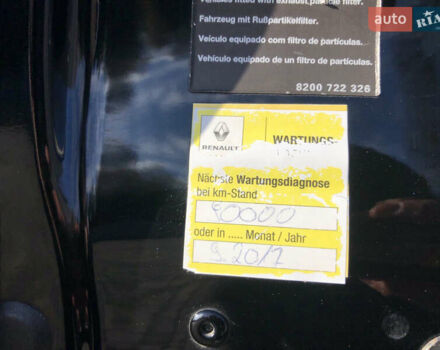 vehicles fitted with exhaust particle filter.
auto RIA
Fahrzeug mit Rußpartikelfilter.
Veículo equipado com filtro de partículas.
Vehículo equipado de un filtro de partículas.
8200 722 326
RENAULT
WARTUNGS-
Nächste Wartungsdiagnose
bei km-Stand
90000
oder in ..... Monat / Jahr
9.2017